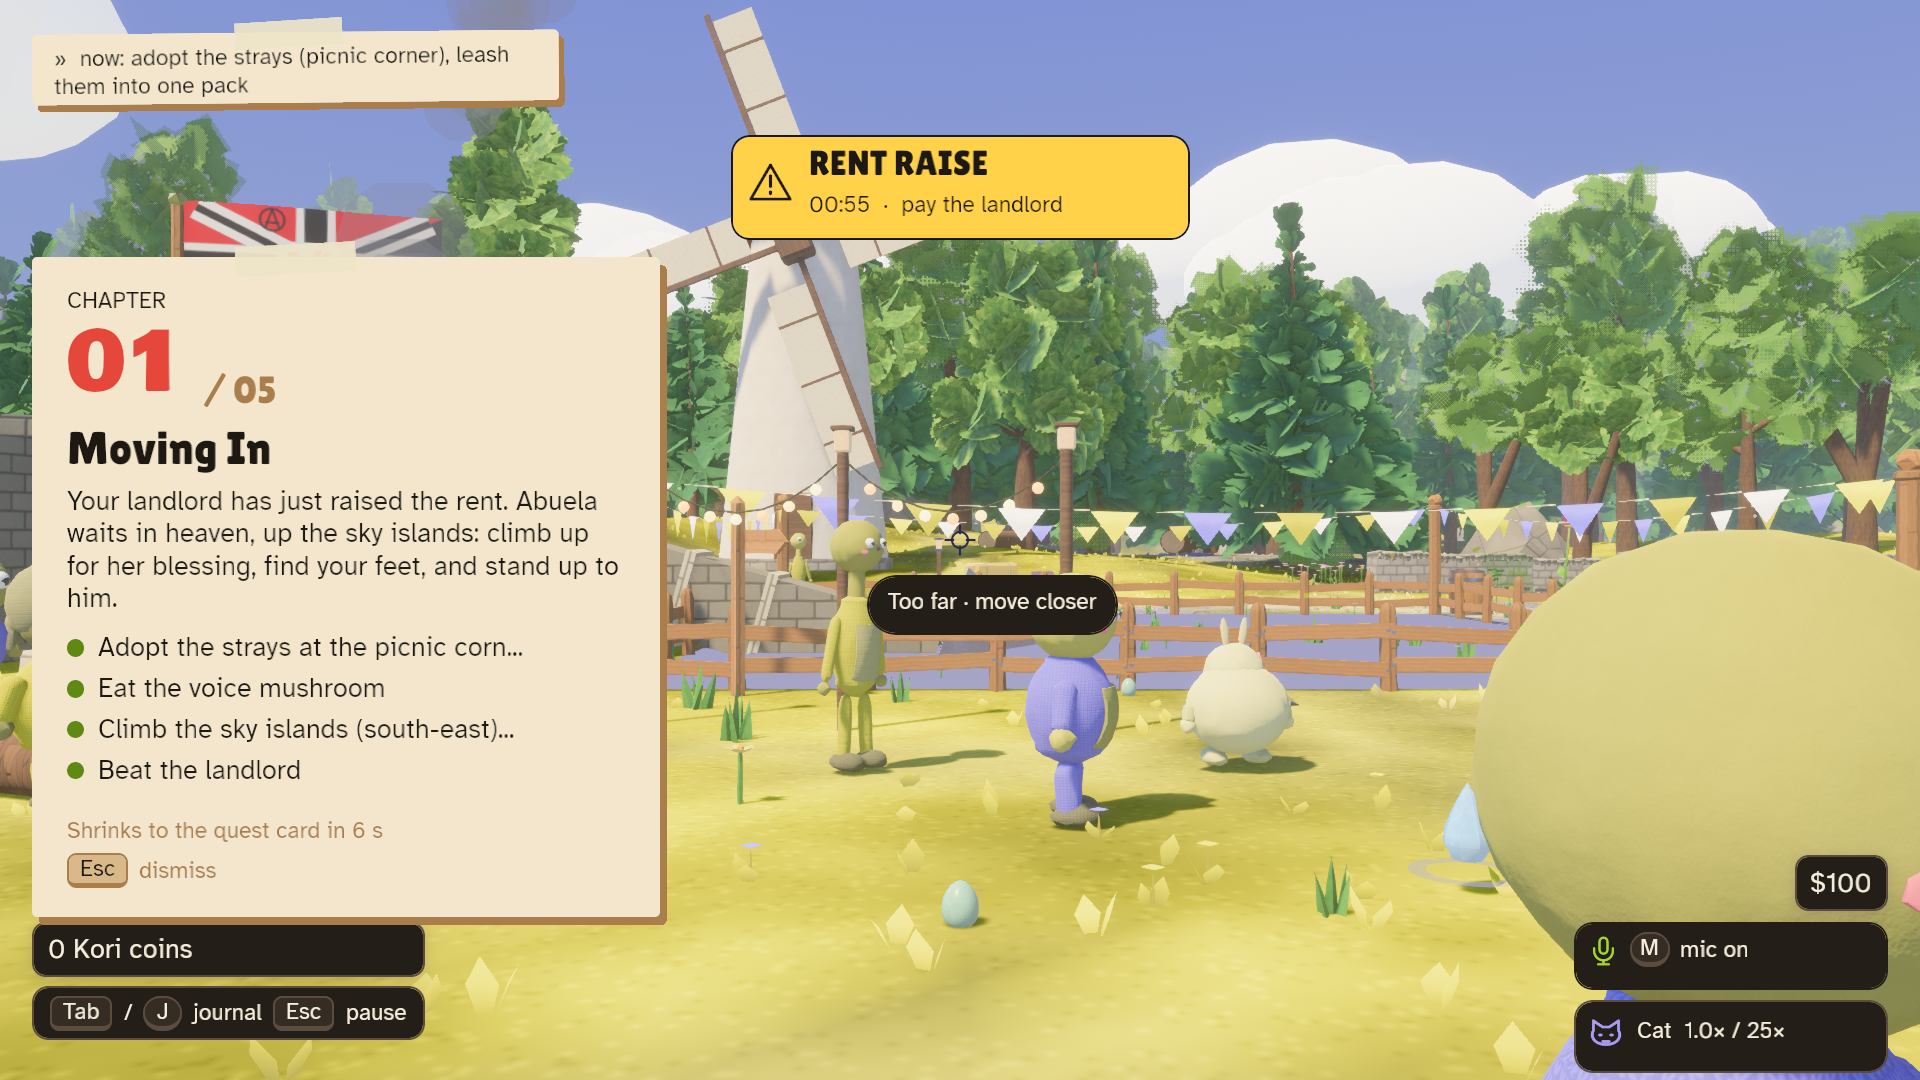 » now: adopt the strays (picnic corner), leash
them into one pack
RENT RAISE
00:55 · pay the landlord
CHAPTER
01 / 05
Moving In
Your landlord has just raised the rent. Abuela
waits in heaven, up the sky islands: climb up
for her blessing, find your feet, and stand up to
him.
Adopt the strays at the picnic corn...
Eat the voice mushroom
Climb the sky islands (south-east)...
Beat the landlord
Shrinks to the quest card in 6 s
Esc dismiss
Too far · move closer
0 Kori coins
Tab / J journal Esc pause
$100
M mic on
Cat 1.0× / 25×